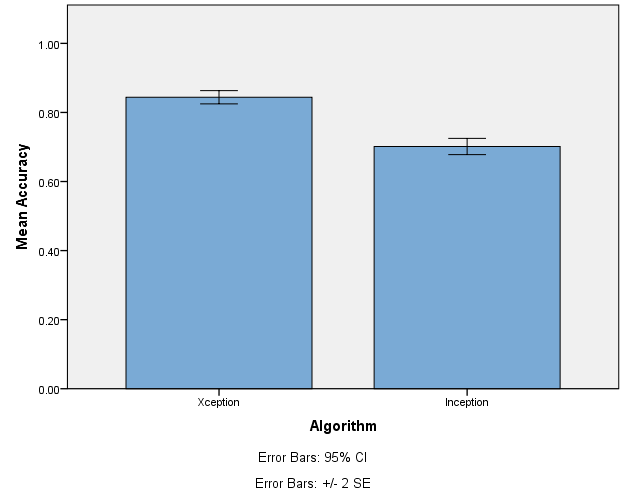 1.00
0.80
0.60
0.40
0.20
0.00
Mean Accuracy
Xception Inception
Algorithm
Error Bars: 95% CI
Error Bars: +/- 2 SE